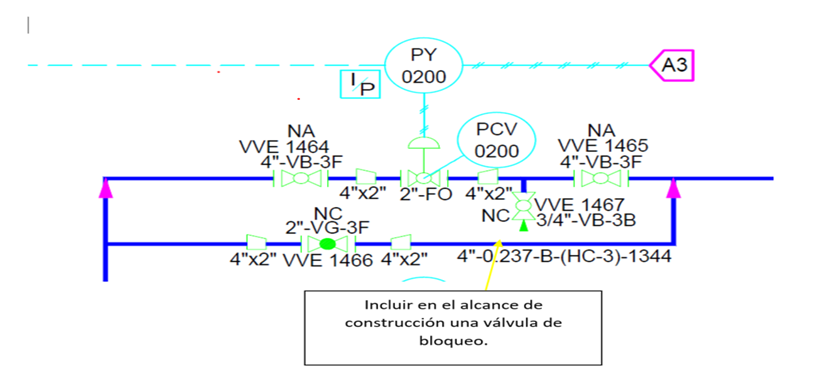 PY
0200
A3
I
P
NA
VVE 1464
4"-VB-3F
PCV
0200
NA
VVE 1465
4"-VB-3F
4"x2"
2"-FO
4"x2"
NC
VVE 1467
3/4"-VB-3B
NC
2"-VG-3F
4"x2"
VVE 1466
4"x2"
4"-0.237-B-(HC-3)-1344
Incluir en el alcance de
construcción una válvula de
bloqueo.